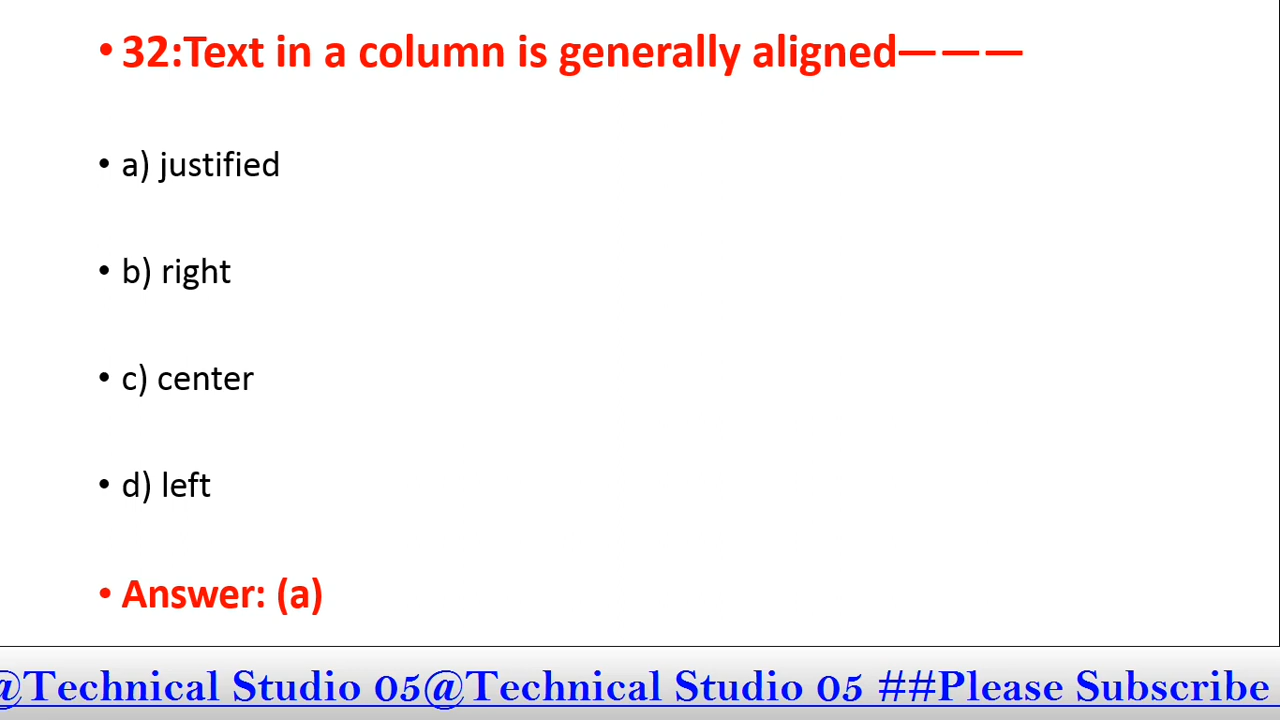 • 32:Text in a column is generally aligned———
• a) justified
• b) right
• c) center
• d) left
• Answer: (a)
@Technical Studio 05@Technical Studio 05 ##Please Subscribe